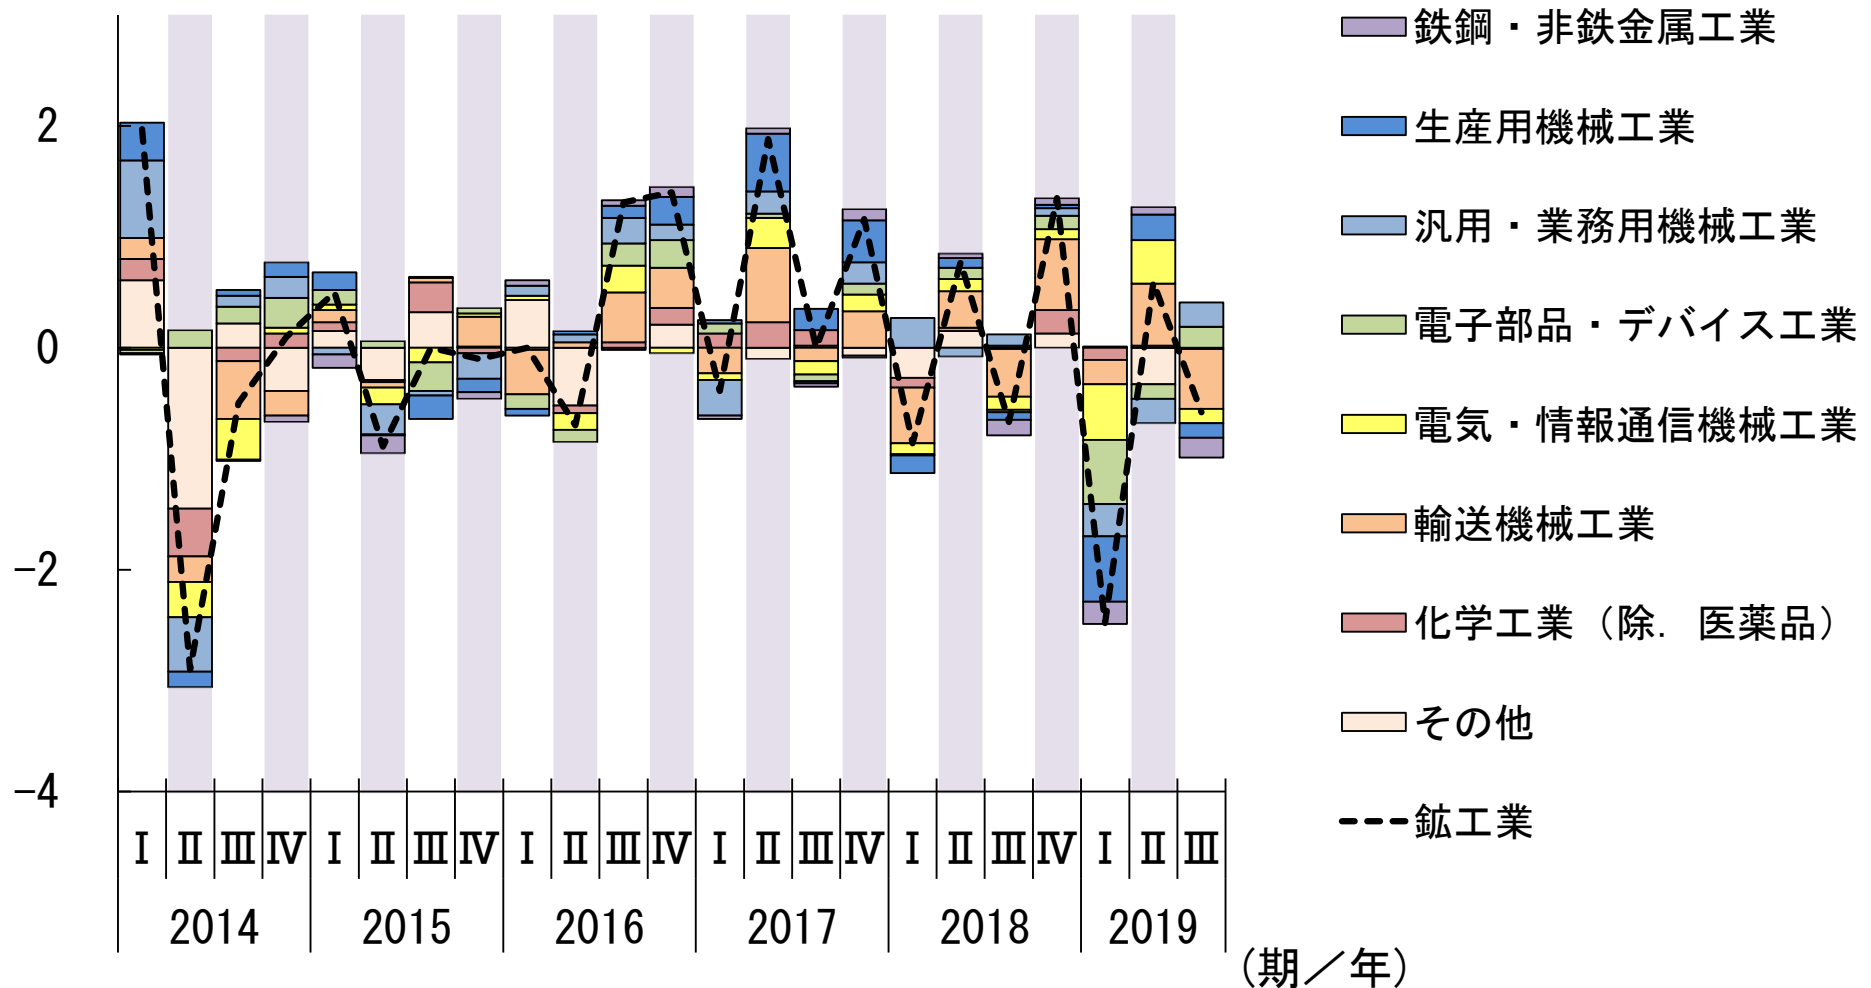 鉄鋼・非鉄金属工業
生産用機械工業
汎用・業務用機械工業
電子部品・デバイス工業
電気・情報通信機械工業
輸送機械工業
化学工業（除．医薬品）
その他
鉱工業
2
0
−2
−4
Ⅰ Ⅱ Ⅲ Ⅳ Ⅰ Ⅱ Ⅲ Ⅳ Ⅰ Ⅱ Ⅲ Ⅳ Ⅰ Ⅱ Ⅲ Ⅳ Ⅰ Ⅱ Ⅲ Ⅳ Ⅰ Ⅱ Ⅲ
2014 2015 2016 2017 2018 2019
（期／年）